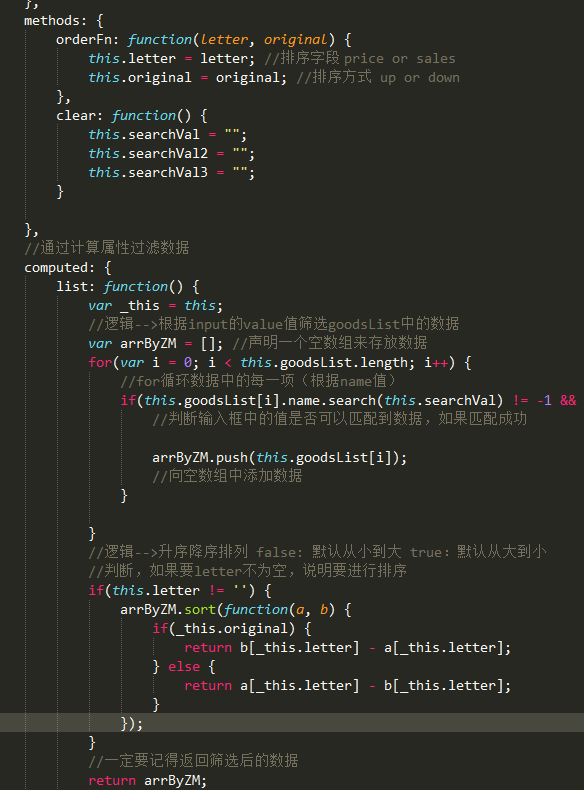 },
methods: {
orderFn: function(letter, original) {
this.letter = letter; //排序字段 price or sales
this.original = original; //排序方式 up or down
},
clear: function() {
this.searchVal = "";
this.searchVal2 = "";
this.searchVal3 = "";
}
},
//通过计算属性过滤数据
computed: {
list: function() {
var _this = this;
//逻辑-->根据input的value值筛选goodsList中的数据
var arrByZM = []; //声明一个空数组来存放数据
for(var i = 0; i < this.goodsList.length; i++) {
//for循环数据中的每一项（根据name值）
if(this.goodsList[i].name.search(this.searchVal) != -1 &&
//判断输入框中的值是否可以匹配到数据，如果匹配成功
arrByZM.push(this.goodsList[i]);
//向空数组中添加数据
}
}
//逻辑-->升序降序排列 false: 默认从小到大 true：默认从大到小
//判断，如果要letter不为空，说明要进行排序
if(this.letter != '') {
arrByZM.sort(function(a, b) {
if(_this.original) {
return b[_this.letter] - a[_this.letter];
} else {
return a[_this.letter] - b[_this.letter];
}
});
}
//一定要记得返回筛选后的数据
return arrByZM;